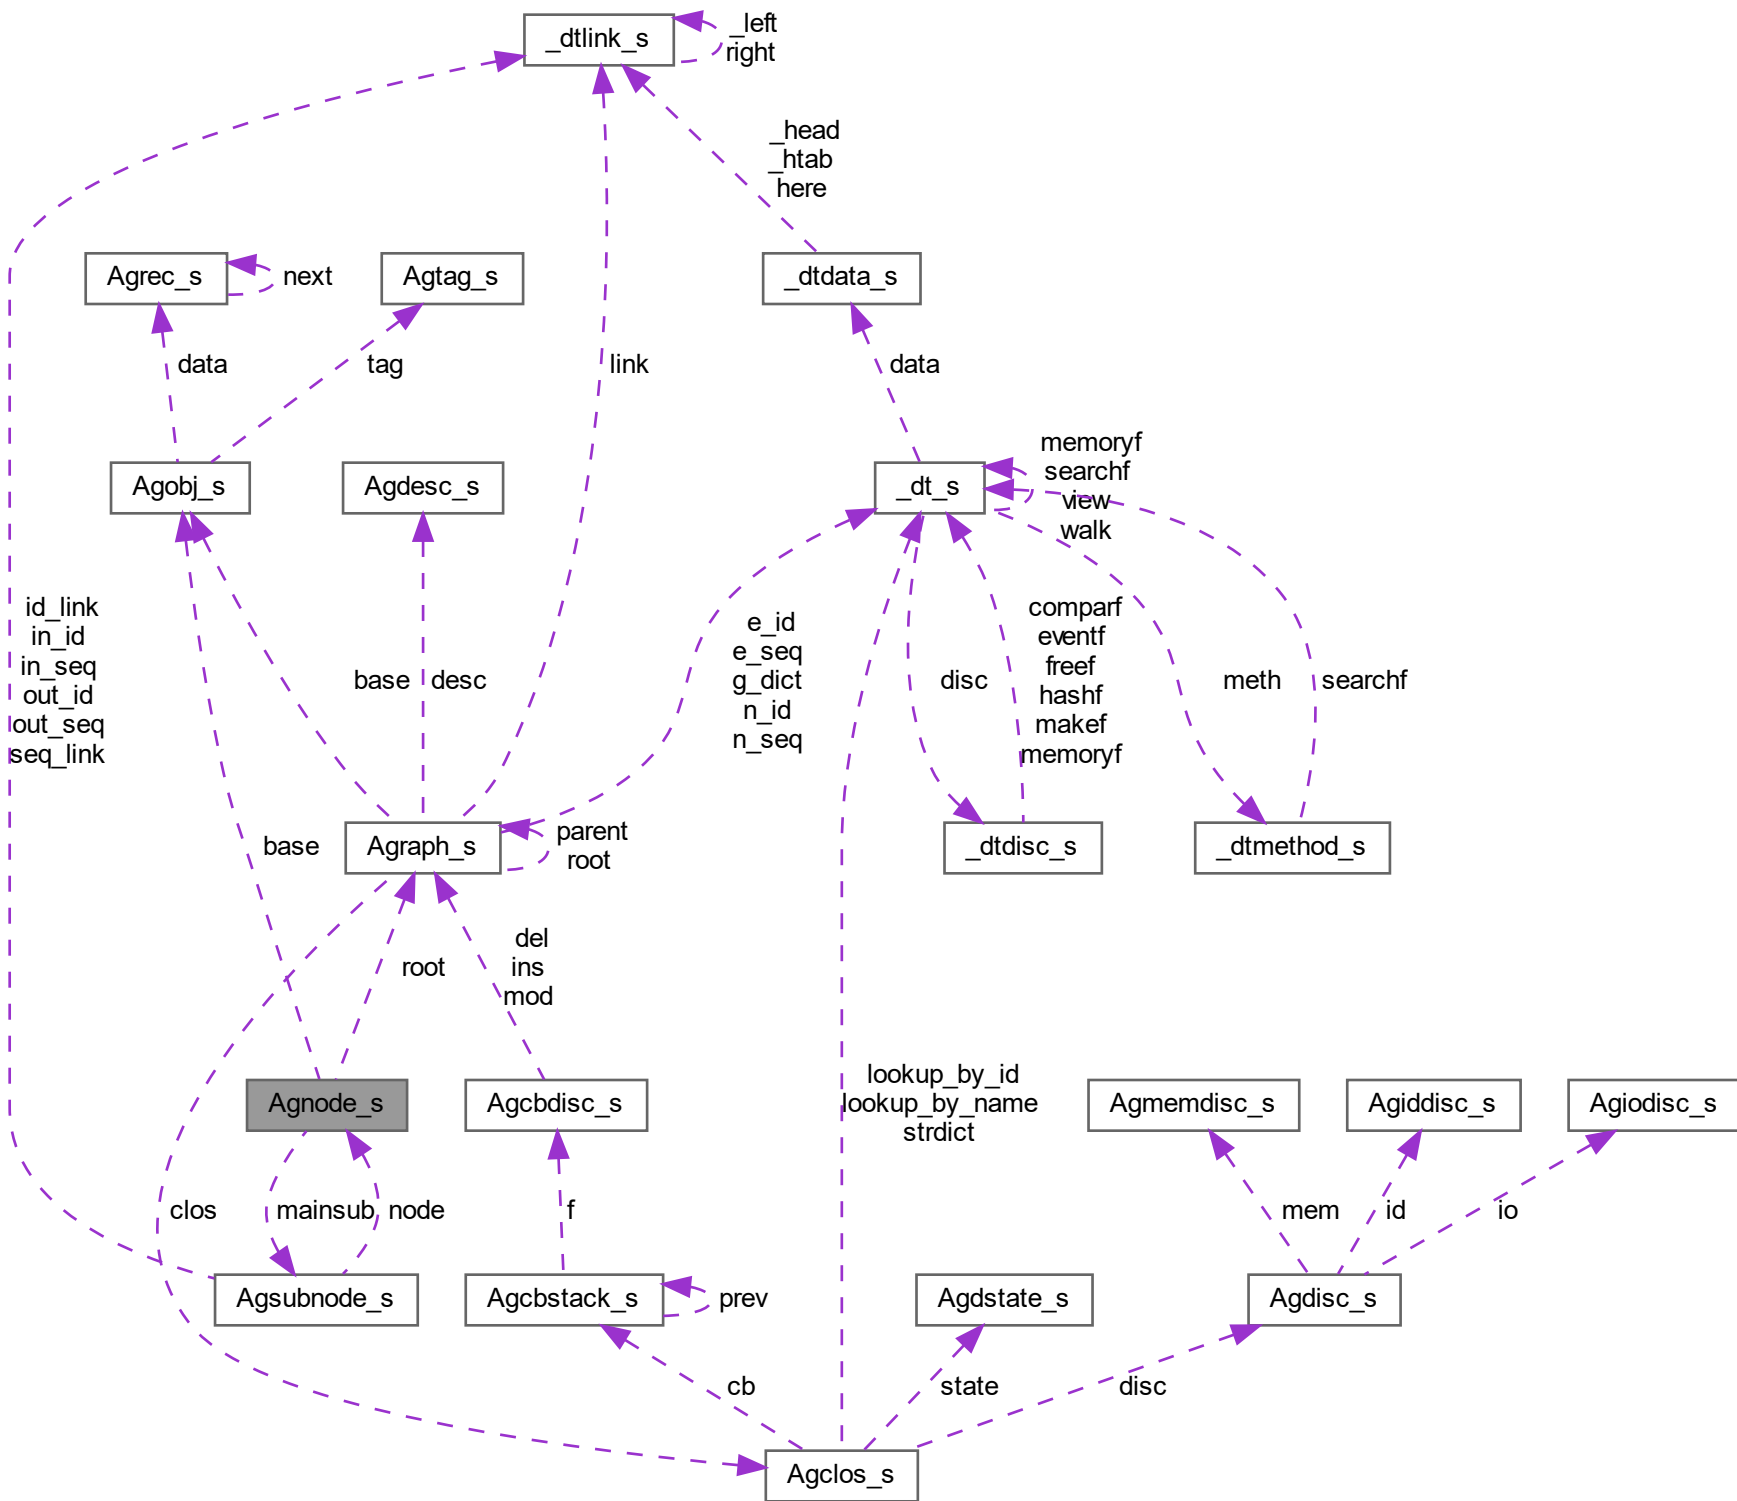 _dtlink_s
_left
right
_head
_htab
here
Agrec_s
next
Agtag_s
_dtdata_s
data
tag
link
data
memoryf
searchf
view
walk
Agobj_s
Agdesc_s
_dt_s
id_link
in_id
in_seq
out_id
out_seq
seq_link
base
desc
e_id
e_seq
g_dict
n_id
n_seq
disc
comparf
eventf
freef
hashf
makef
memoryf
meth
searchf
base
Agraph_s
parent
root
_dtdisc_s
_dtmethod_s
root
del
ins
mod
Agnode_s
Agcbdisc_s
lookup_by_id
lookup_by_name
strdict
Agmemdisc_s
Agiddisc_s
Agiodisc_s
clos
mainsub
node
f
mem
id
io
Agsubnode_s
Agcbstack_s
prev
Agdstate_s
Agdisc_s
cb
state
disc
Agclos_s